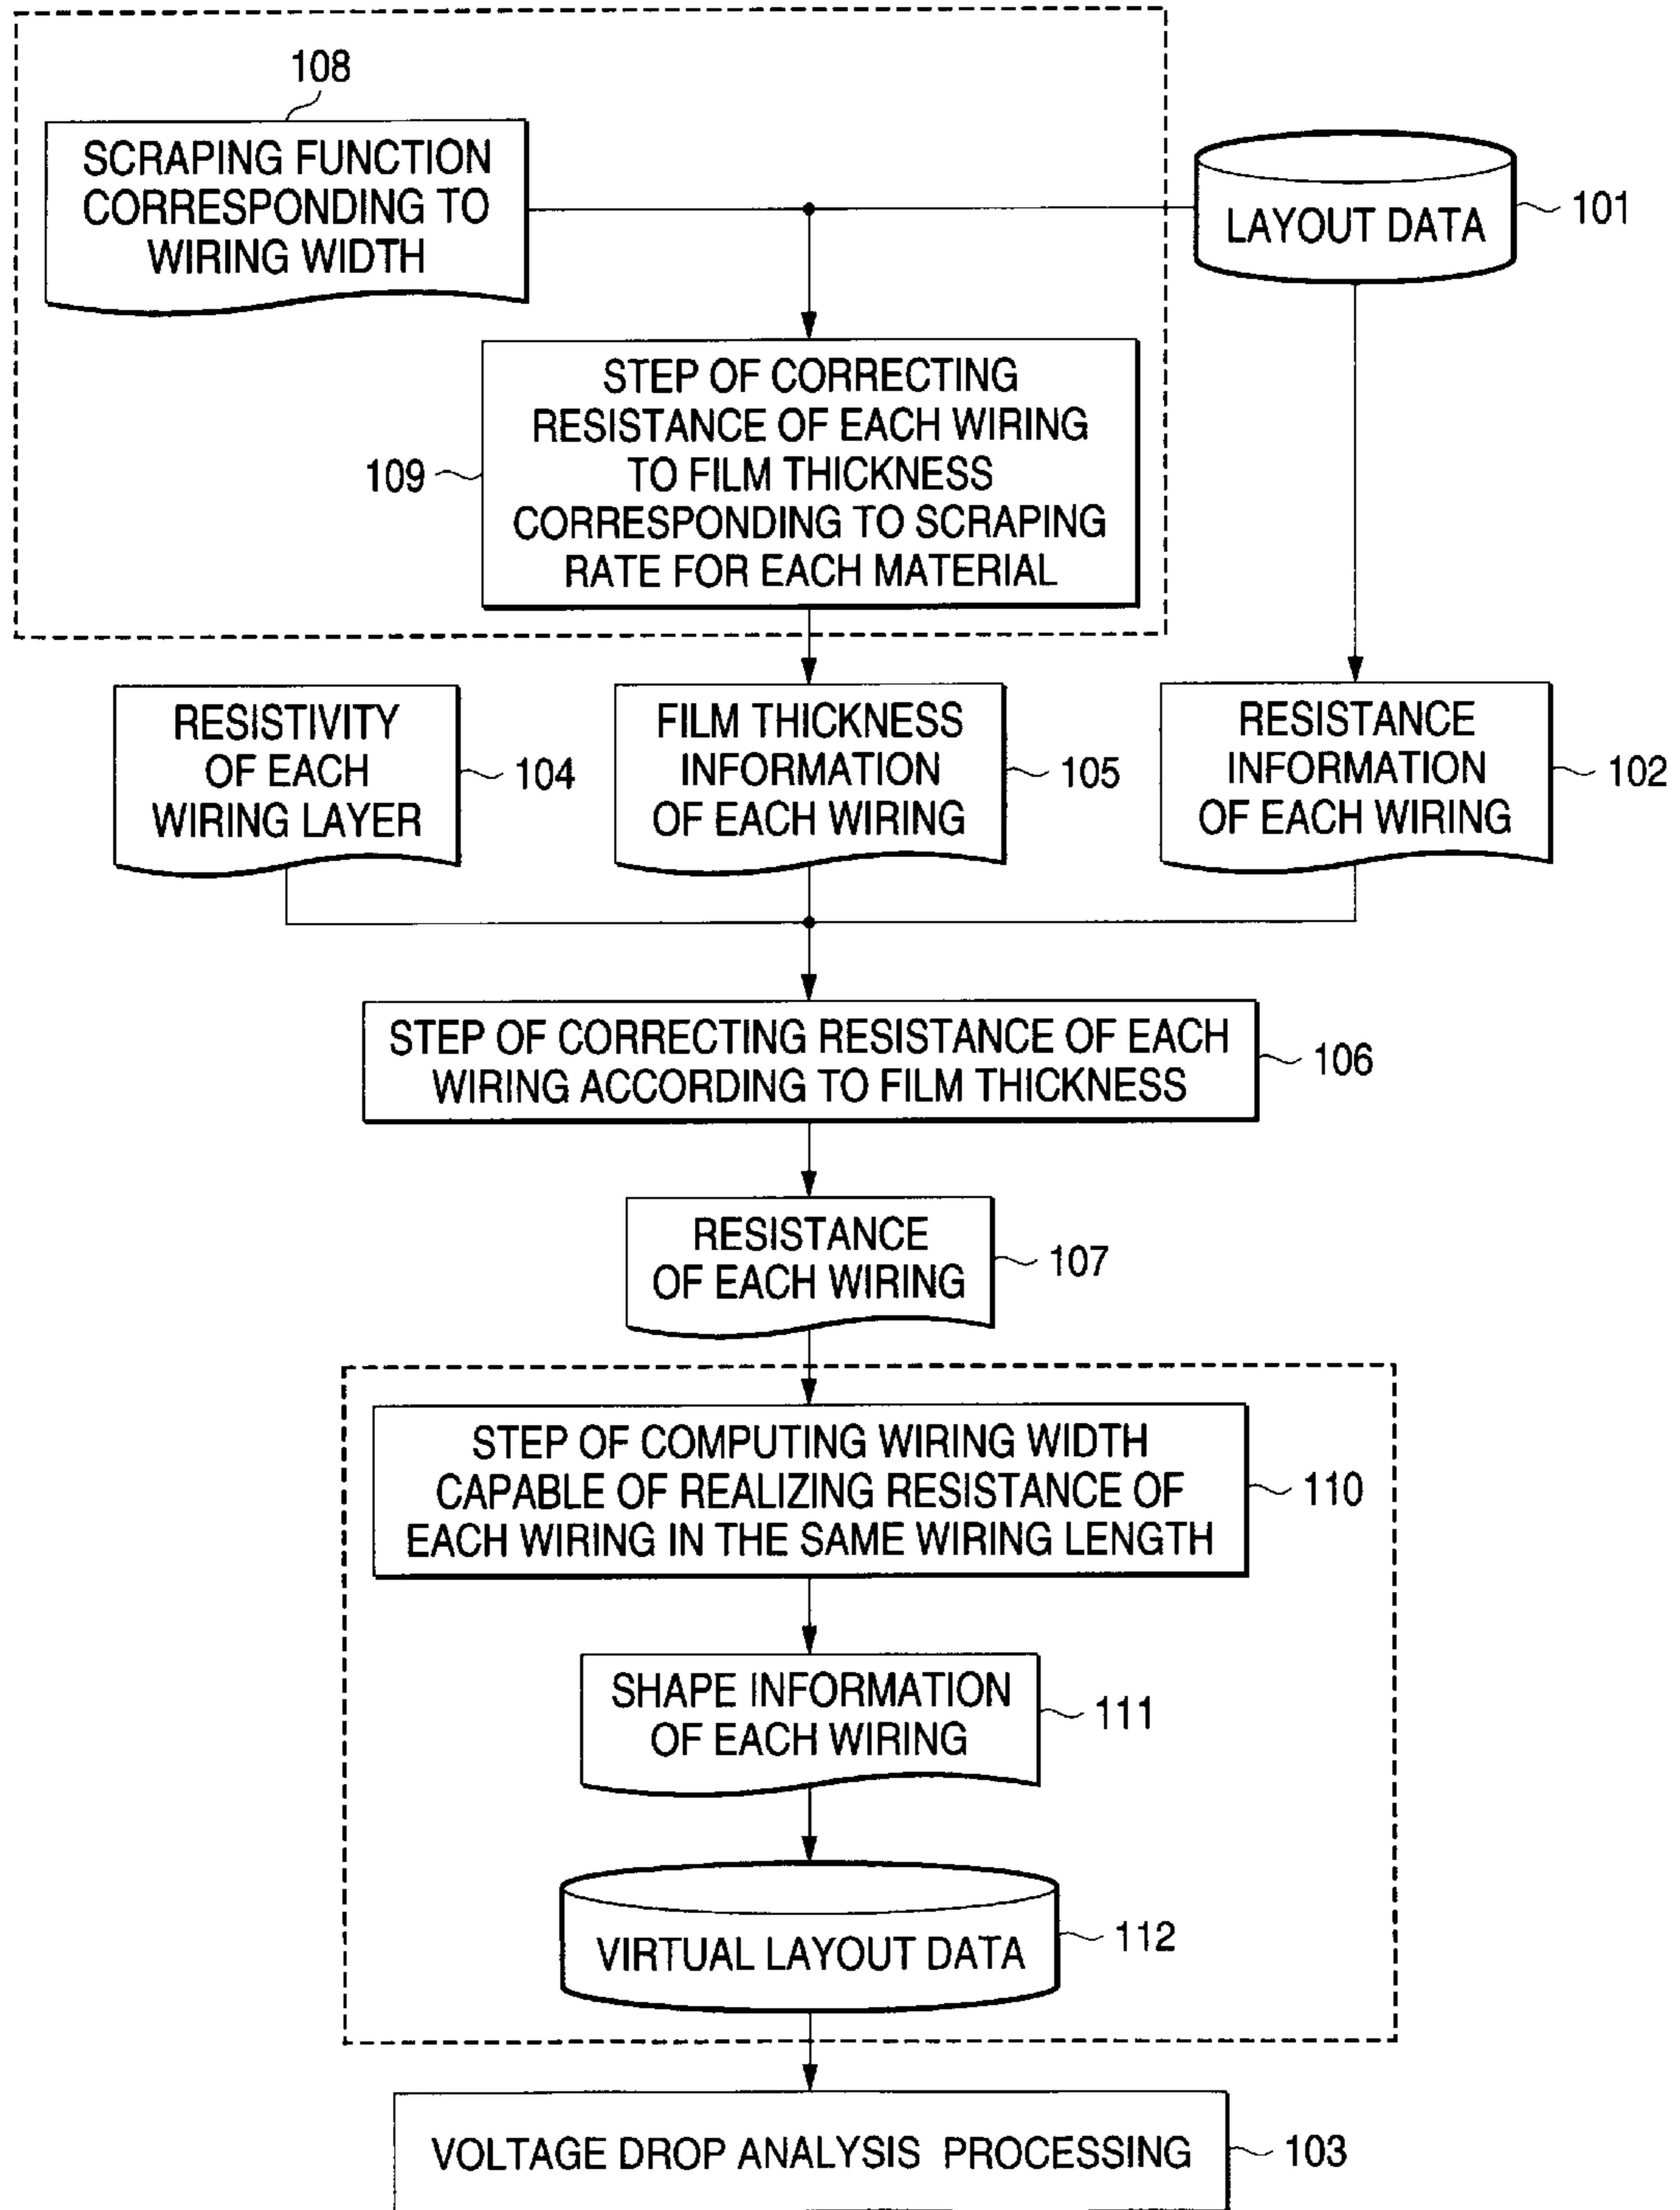 108
SCRAPING FUNCTION
CORRESPONDING TO
WIRING WIDTH
LAYOUT DATA
101
STEP OF CORRECTING
RESISTANCE OF EACH WIRING
TO FILM THICKNESS
CORRESPONDING TO SCRAPING
RATE FOR EACH MATERIAL
109
RESISTIVITY
OF EACH
WIRING LAYER
104
FILM THICKNESS
INFORMATION
OF EACH WIRING
105
RESISTANCE
INFORMATION
OF EACH WIRING
102
STEP OF CORRECTING RESISTANCE OF EACH
WIRING ACCORDING TO FILM THICKNESS
106
RESISTANCE
OF EACH WIRING
107
STEP OF COMPUTING WIRING WIDTH
CAPABLE OF REALIZING RESISTANCE OF
EACH WIRING IN THE SAME WIRING LENGTH
110
SHAPE INFORMATION
OF EACH WIRING
111
VIRTUAL LAYOUT DATA
112
VOLTAGE DROP ANALYSIS PROCESSING
103